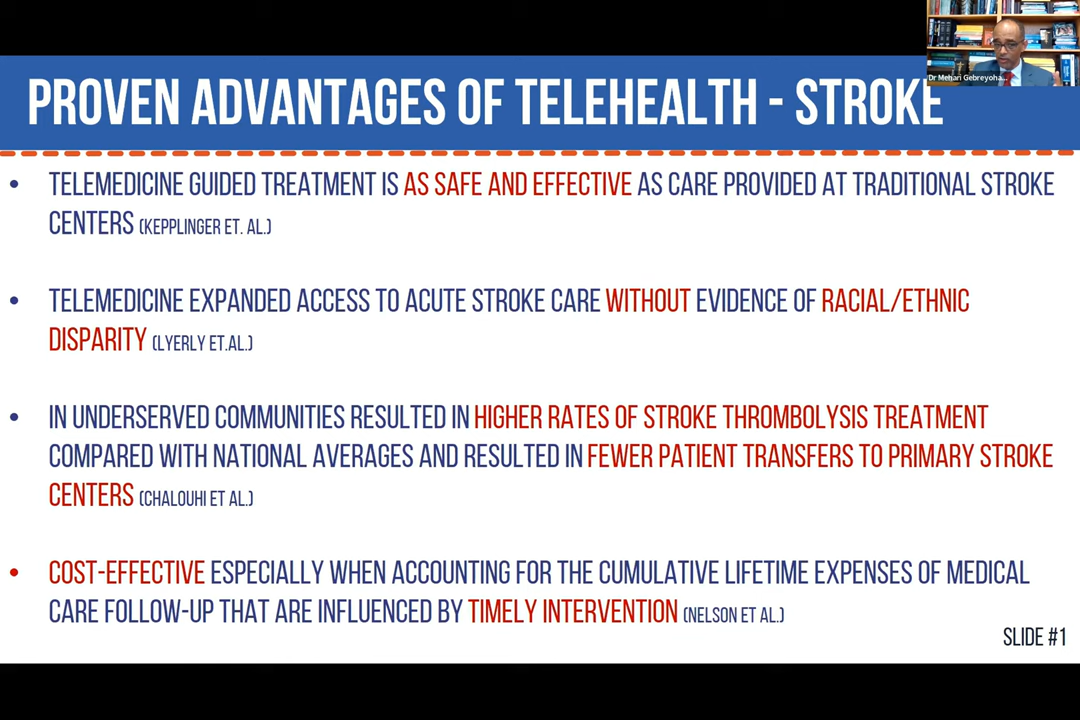 Dr Mehari Gebreyoha...
PROVEN ADVANTAGES OF TELEHEALTH - STROKE
• TELEMEDICINE GUIDED TREATMENT IS AS SAFE AND EFFECTIVE AS CARE PROVIDED AT TRADITIONAL STROKE
CENTERS (KEPPLINGER ET. AL.)
• TELEMEDICINE EXPANDED ACCESS TO ACUTE STROKE CARE WITHOUT EVIDENCE OF RACIAL/ETHNIC
DISPARITY (LYERLY ET.AL.)
• IN UNDERSERVED COMMUNITIES RESULTED IN HIGHER RATES OF STROKE THROMBOLYSIS TREATMENT
COMPARED WITH NATIONAL AVERAGES AND RESULTED IN FEWER PATIENT TRANSFERS TO PRIMARY STROKE
CENTERS (CHALOUHI ET AL.)
• COST-EFFECTIVE ESPECIALLY WHEN ACCOUNTING FOR THE CUMULATIVE LIFETIME EXPENSES OF MEDICAL
CARE FOLLOW-UP THAT ARE INFLUENCED BY TIMELY INTERVENTION (NELSON ET AL.)
SLIDE #1